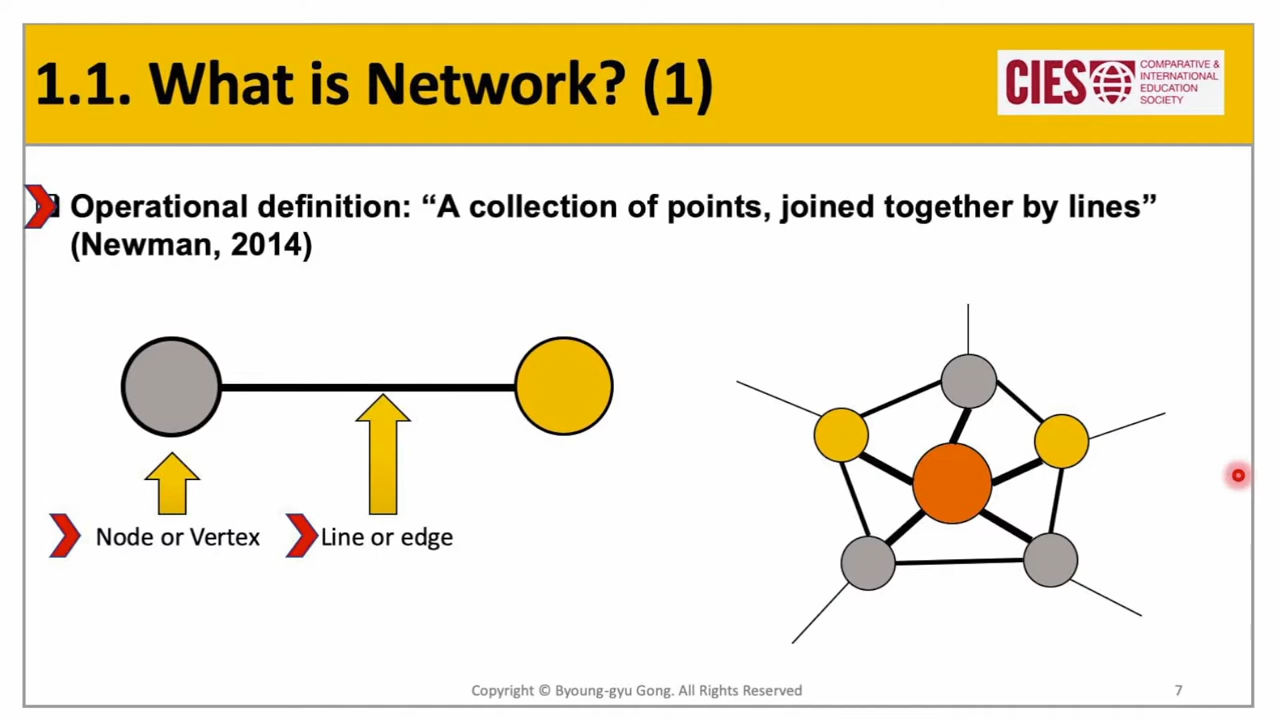 1.1. What is Network? (1)
CIES
COMPARATIVE &
INTERNATIONAL
EDUCATION
SOCIETY
Operational definition: “A collection of points, joined together by lines”
(Newman, 2014)
Node or Vertex
Line or edge
Copyright © Byoung-gyu Gong. All Rights Reserved
7